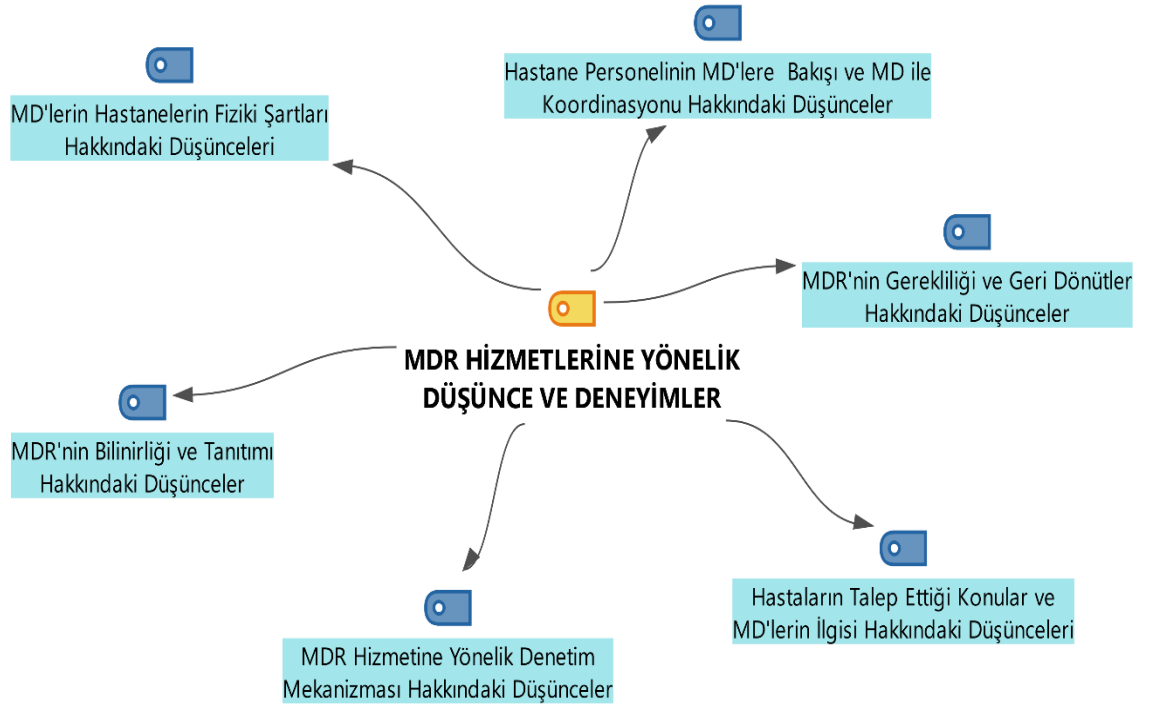 Hastane Personelinin MD'lere Bakışı ve MD ile
Koordinasyonu Hakkındaki Düşünceler
MD'lerin Hastanelerin Fiziki Şartları
Hakkındaki Düşünceleri
MDR'nin Gerekliliği ve Geri Dönütler
Hakkındaki Düşünceler
MDR HİZMETLERİNE YÖNELİK
DÜŞÜNCE VE DENEYİMLER
MDR'nin Bilinirliği ve Tanıtımı
Hakkındaki Düşünceler
Hastaların Talep Ettiği Konular ve
MD'lerin İlgisi Hakkındaki Düşünceleri
MDR Hizmetine Yönelik Denetim
Mekanizması Hakkındaki Düşünceler